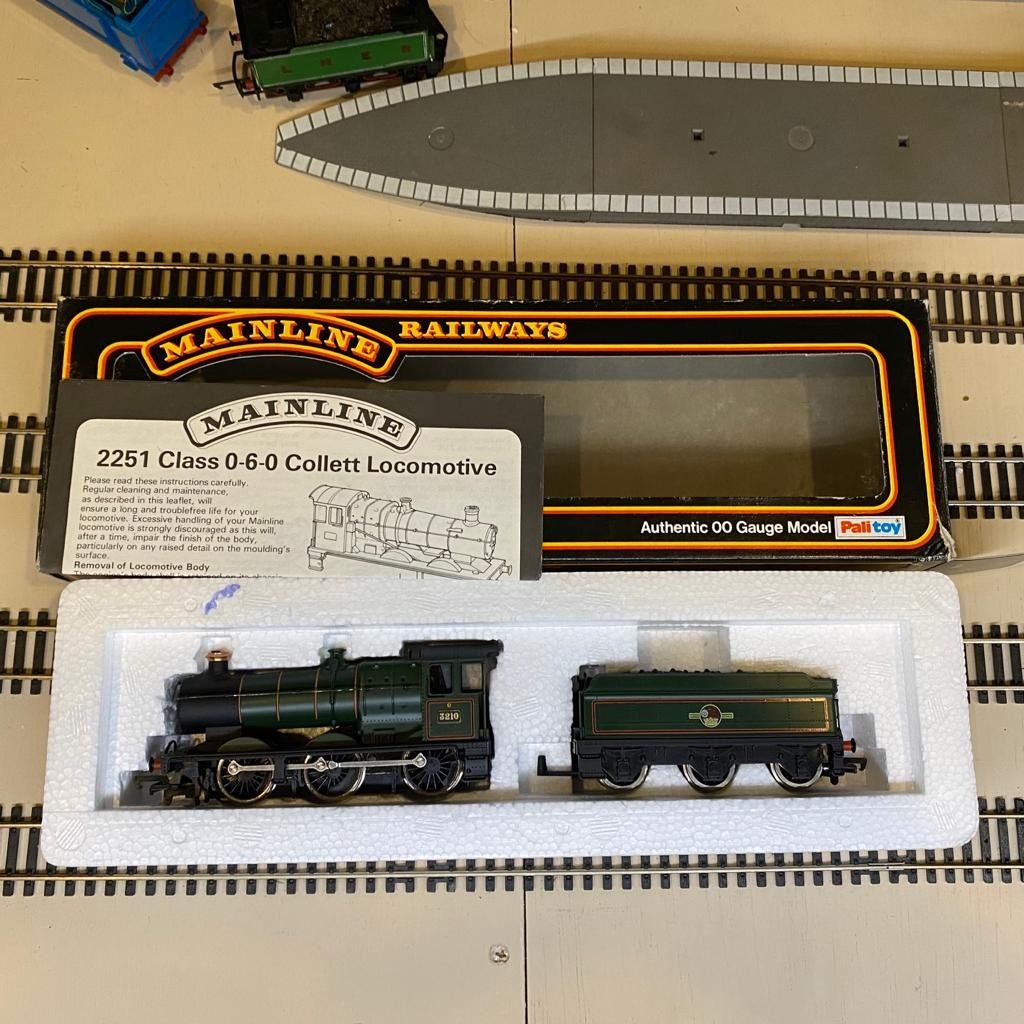 L N E R
MAINLINE RAILWAYS
MAINLINE
2251 Class 0-6-0 Collett Locomotive
Please read these instructions carefully.
Regular cleaning and maintenance,
as described in this leaflet, will
ensure a long and troublefree life for your
locomotive. Excessive handling of your Mainline
locomotive is strongly discouraged as this will,
after a time, impair the finish of the body,
particularly on any raised detail on the moulding's
surface.
Removal of Locomotive Body
Authentic 00 Gauge Model Palitoy
3210